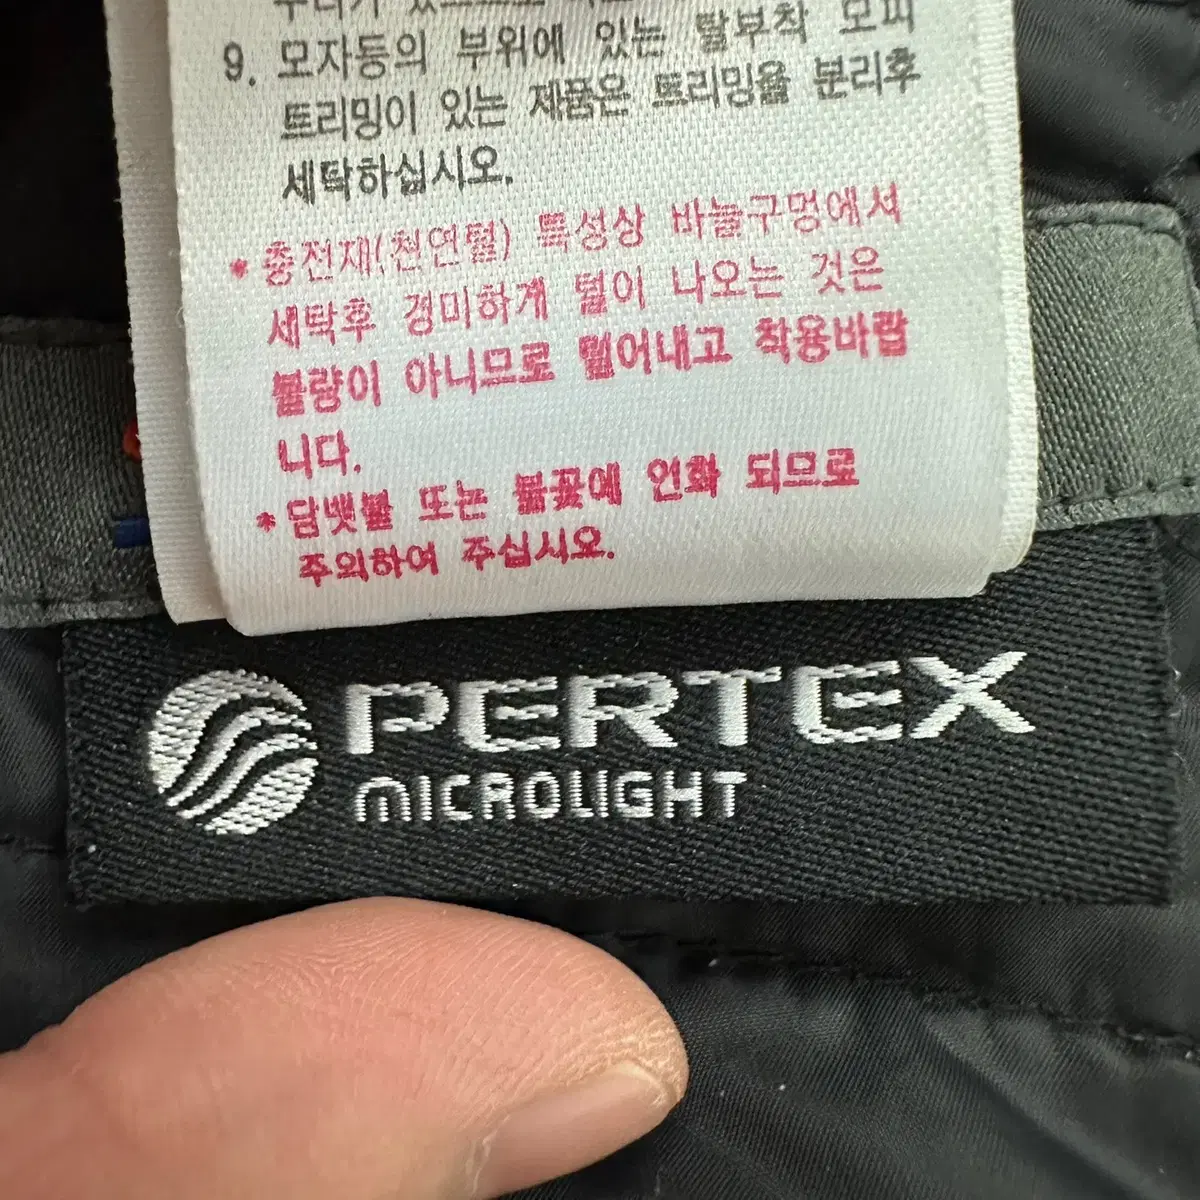 9. 모자등의 부위에 있는 탈부착 모피
트리밍이 있는 제품은 트리밍을 분리후
세탁하십시오.
* 충전재(천연털) 특성상 바늘구멍에서
세탁후 경미하게 털이 나오는 것은
불량이 아니므로 털어내고 착용바랍
니다.
* 담뱃불 또는 불꽃에 인화 되므로
주의하여 주십시오.
PERTEX
MICROLIGHT